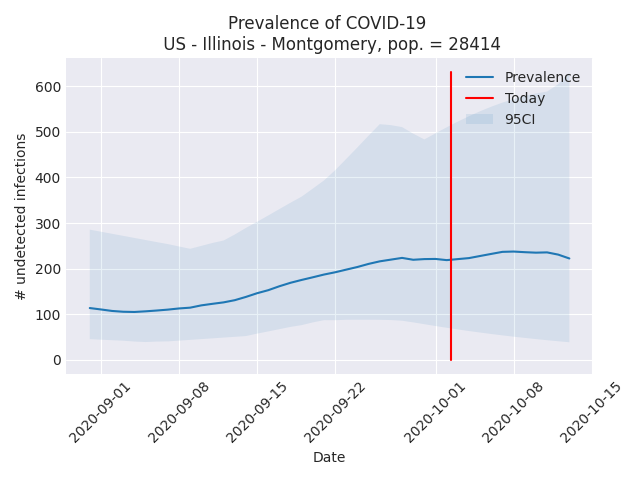 Prevalence of COVID-19
US - Illinois - Montgomery, pop. = 28414
Prevalence
Today
95CI
# undetected infections
600
500
400
300
200
100
0
2020-09-01
2020-09-08
2020-09-15
2020-09-22
2020-10-01
2020-10-08
2020-10-15
Date